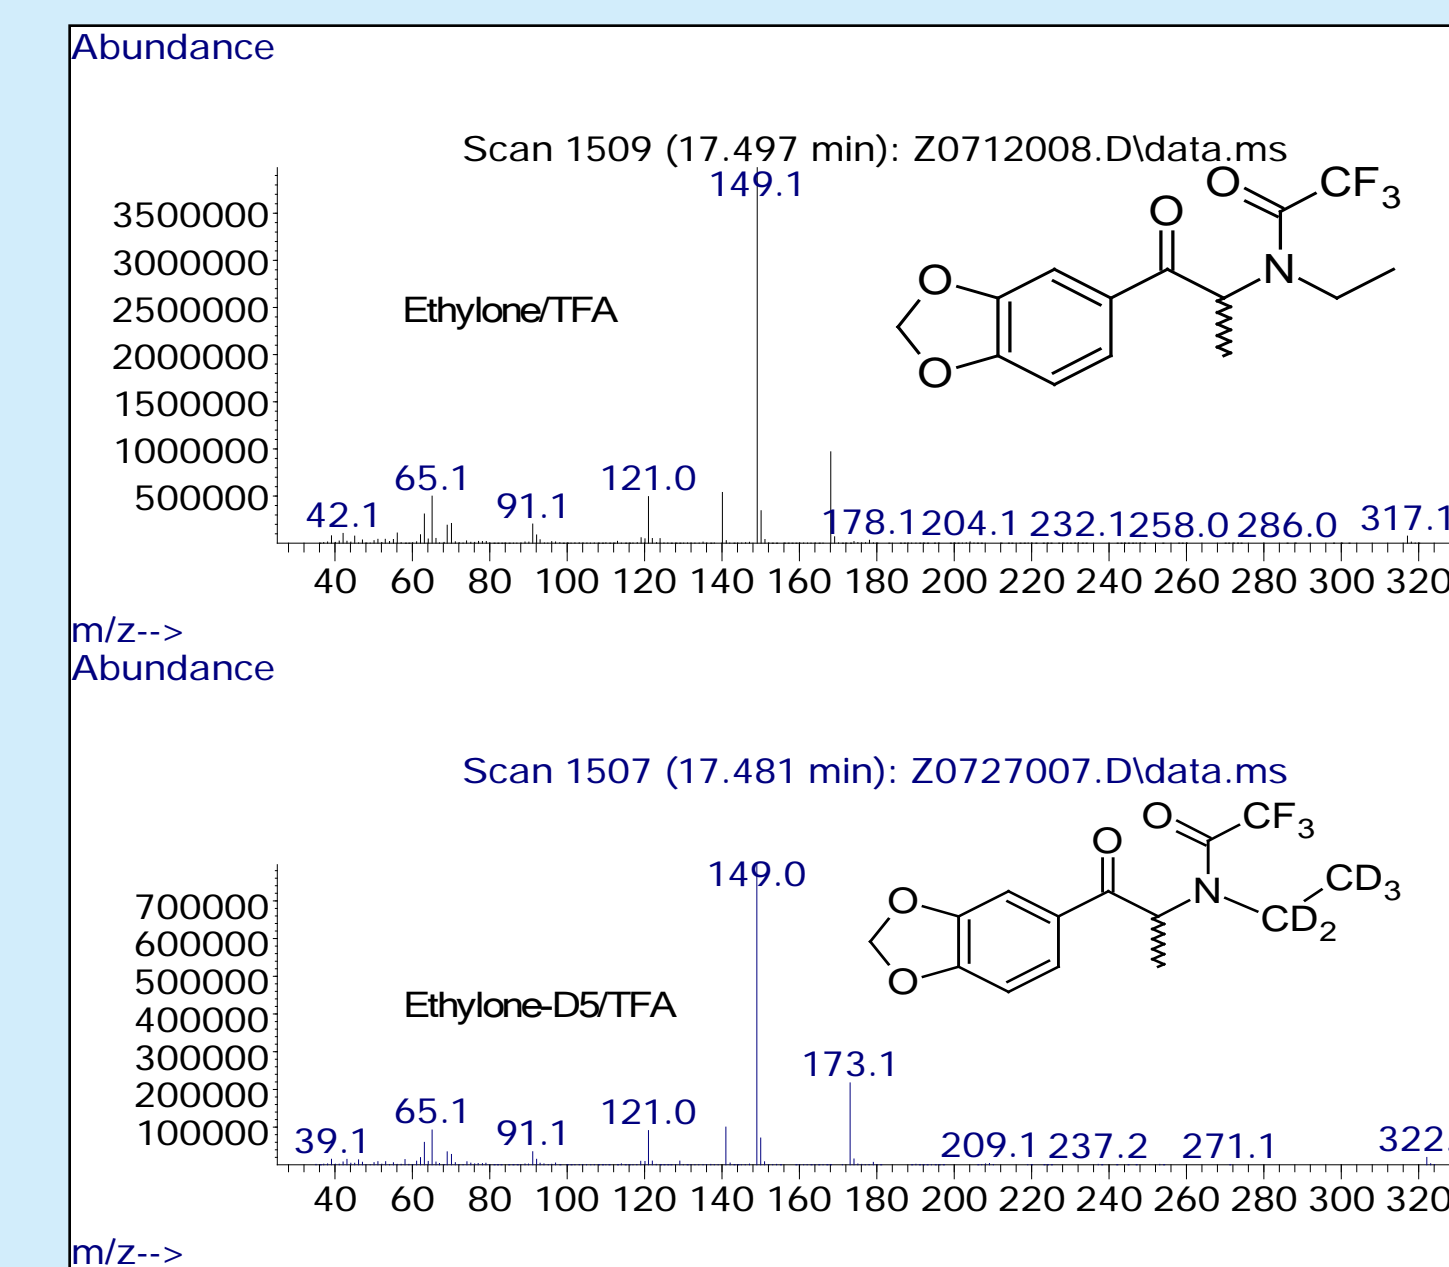 Abundance
Scan 1509 (17.497 min): Z0712008.D\data.ms
149.1
O
CF3
O
N
O
O
3500000
3000000
2500000
2000000
1500000
1000000
500000
Ethylone/TFA
42.1
65.1
91.1
121.0
178.1
204.1
232.1
258.0
286.0
317.1
40 60 80 100 120 140 160 180 200 220 240 260 280 300 320
m/z-->
Abundance
Scan 1507 (17.481 min): Z0727007.D\data.ms
149.0
O
CF3
O
N
CD3
CD2
O
O
700000
600000
500000
400000
300000
200000
100000
Ethylone-D5/TFA
173.1
39.1
65.1
91.1
121.0
209.1
237.2
271.1
322.
40 60 80 100 120 140 160 180 200 220 240 260 280 300 320
m/z-->